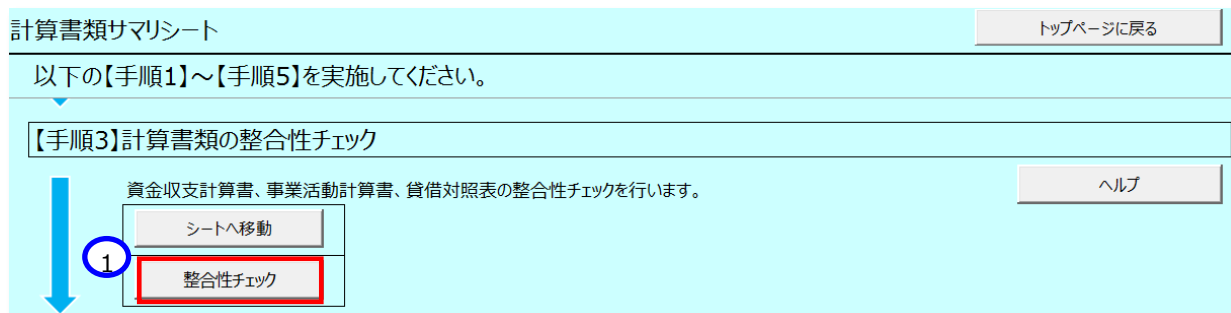 計算書類サマリシート
トップページに戻る
以下の【手順1】～【手順5】を実施してください。
【手順3】計算書類の整合性チェック
資金収支計算書、事業活動計算書、貸借対照表の整合性チェックを行います。
ヘルプ
シートへ移動
1
整合性チェック